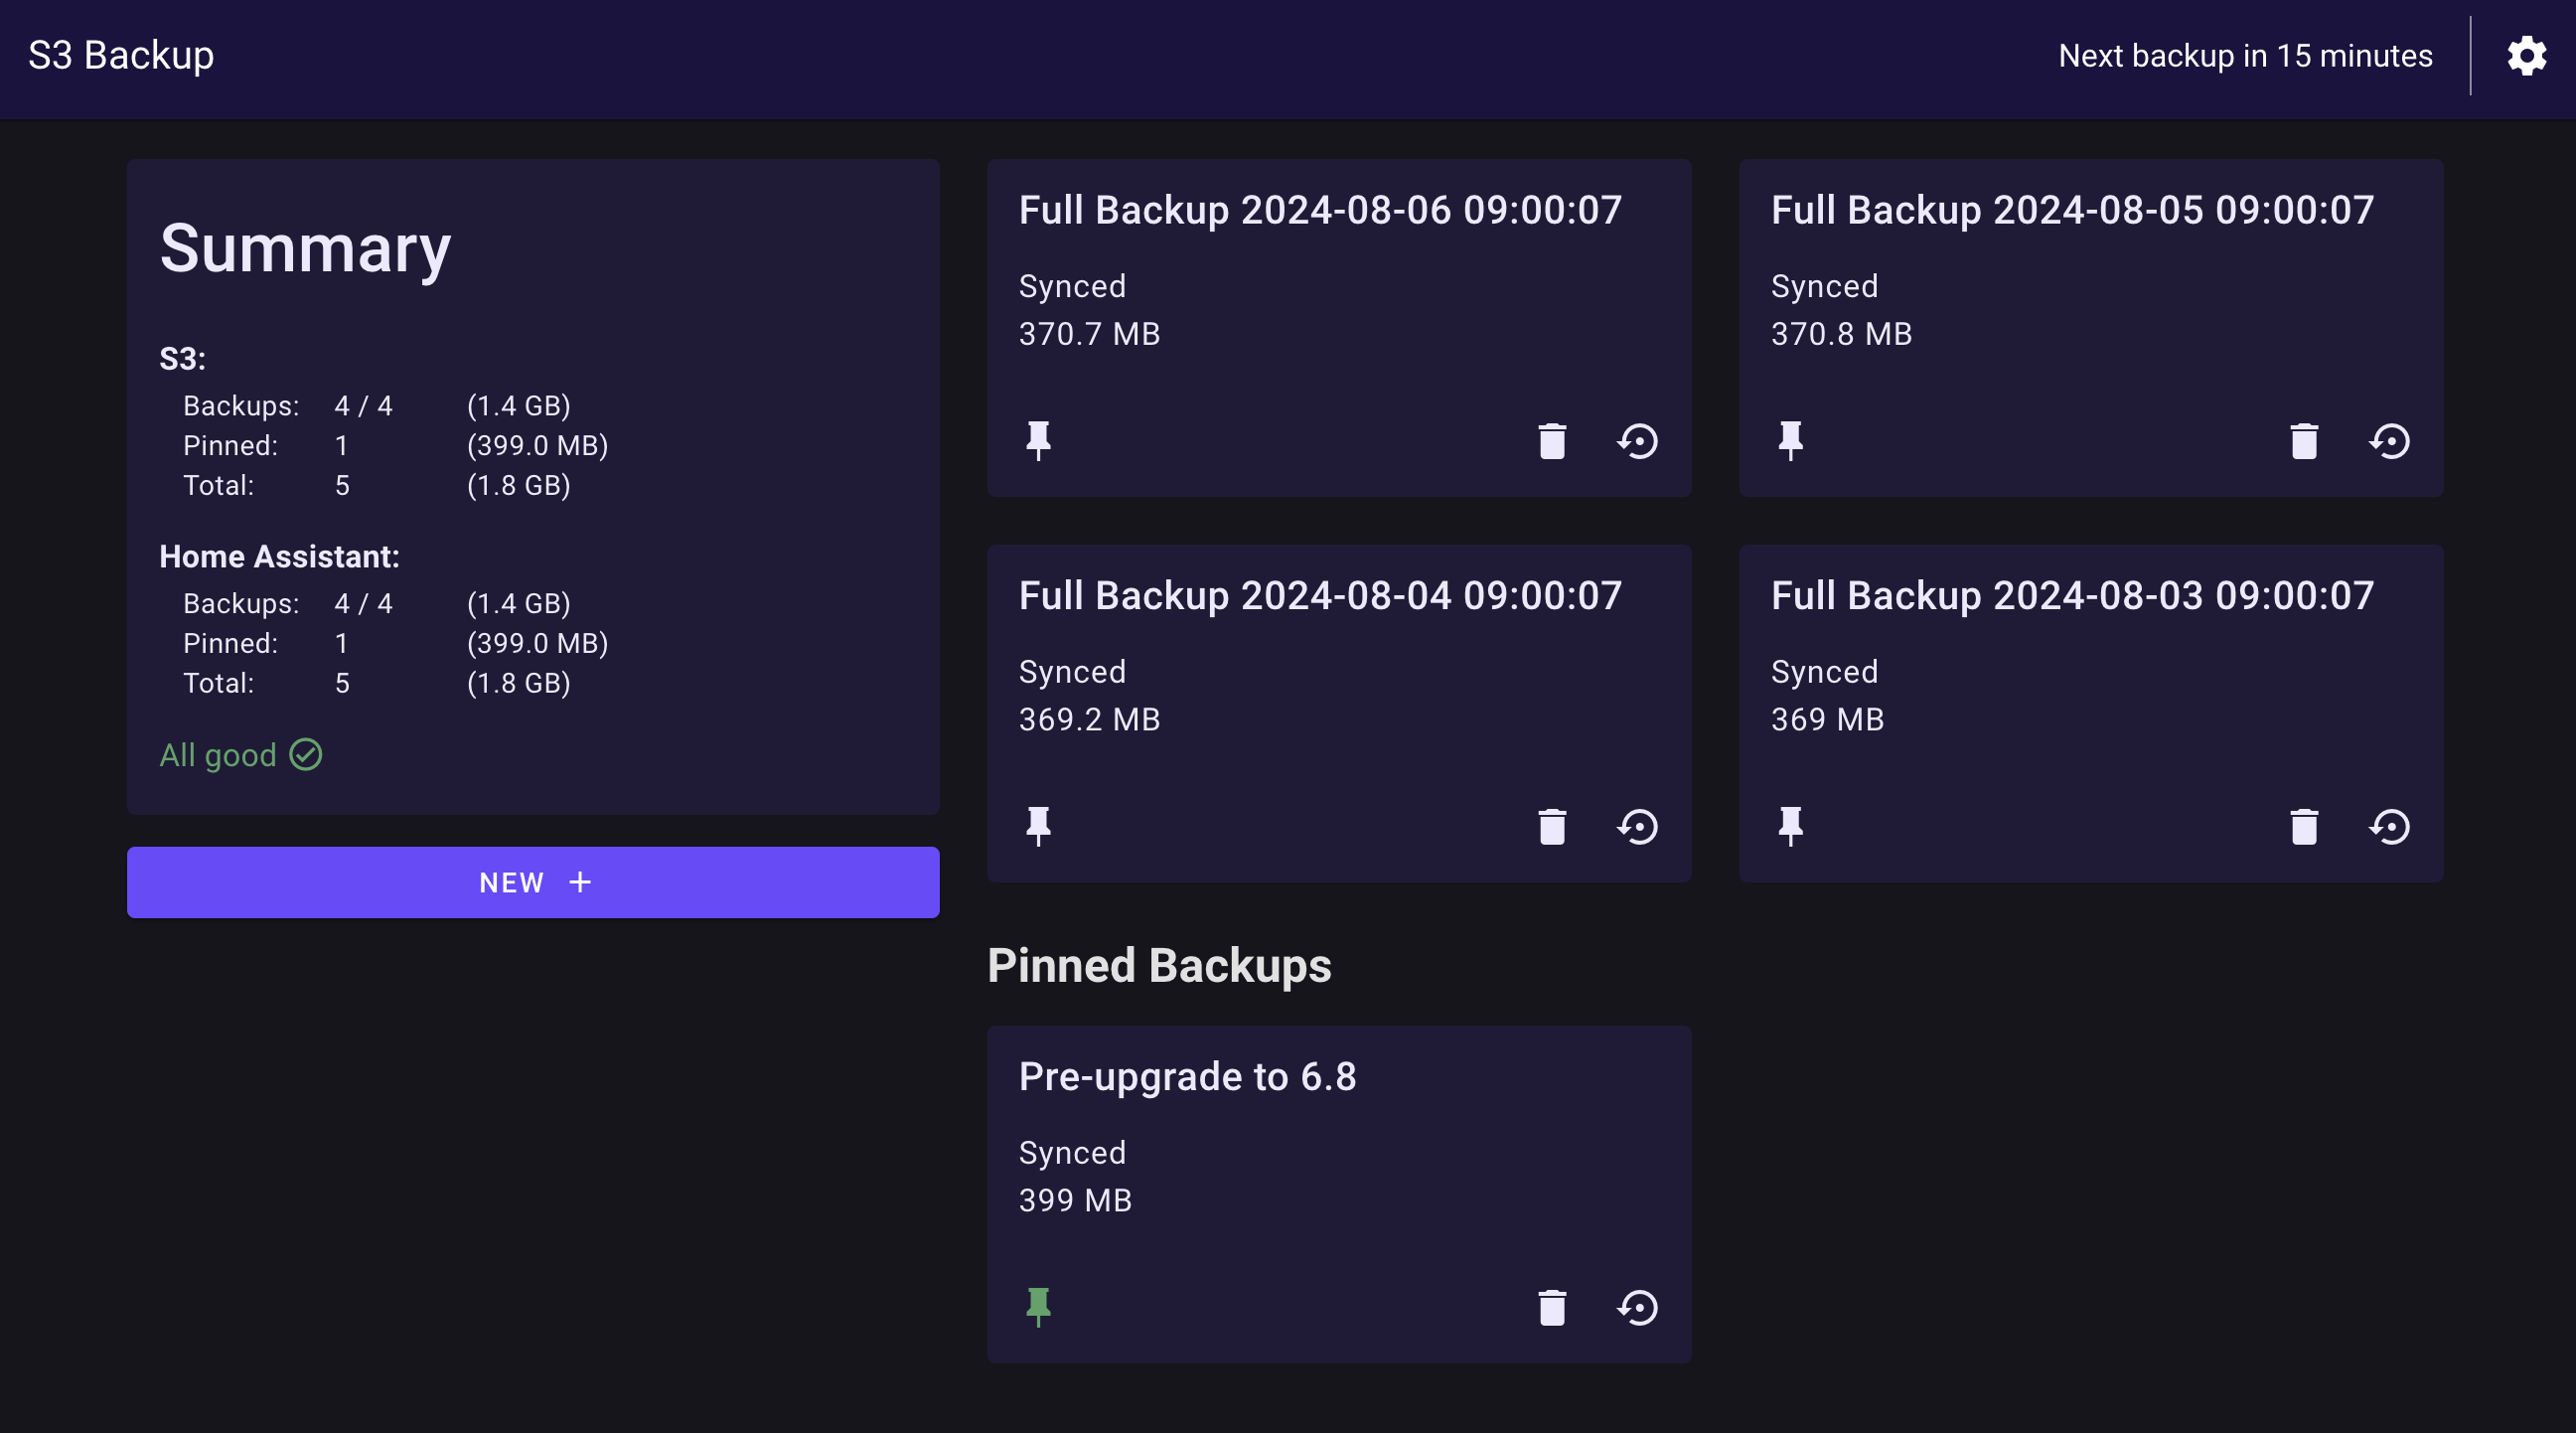 S3 Backup
Next backup in 15 minutes
Summary
S3:
Backups: 4 / 4 (1.4 GB)
Pinned: 1 (399.0 MB)
Total: 5 (1.8 GB)
Home Assistant:
Backups: 4 / 4 (1.4 GB)
Pinned: 1 (399.0 MB)
Total: 5 (1.8 GB)
All good
NEW +
Full Backup 2024-08-06 09:00:07
Synced
370.7 MB
Full Backup 2024-08-05 09:00:07
Synced
370.8 MB
Full Backup 2024-08-04 09:00:07
Synced
369.2 MB
Full Backup 2024-08-03 09:00:07
Synced
369 MB
Pinned Backups
Pre-upgrade to 6.8
Synced
399 MB